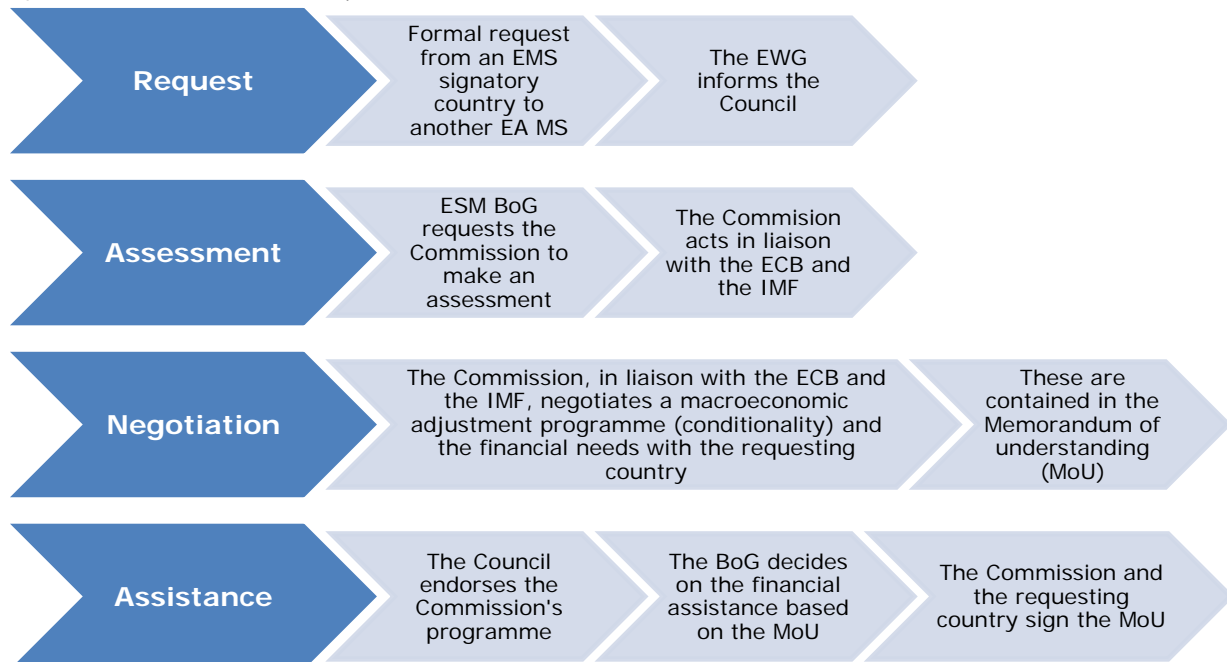 Request
Formal request
from an EMS
signatory
country to
another EA MS
The EWG
informs the
Council
Assessment
ESM BoG
requests the
Commission to
make an
assessment
The Commision
acts in liaison
with the ECB and
the IMF
Negotiation
The Commission, in liaison with the ECB and
the IMF, negotiates a macroeconomic
adjustment programme (conditionality) and
the financial needs with the requesting
country
These are
contained in the
Memorandum of
understanding
(MoU)
Assistance
The Council
endorses the
Commission's
programme
The BoG decides
on the financial
assistance based
on the MoU
The Commission and
the requesting
country sign the MoU